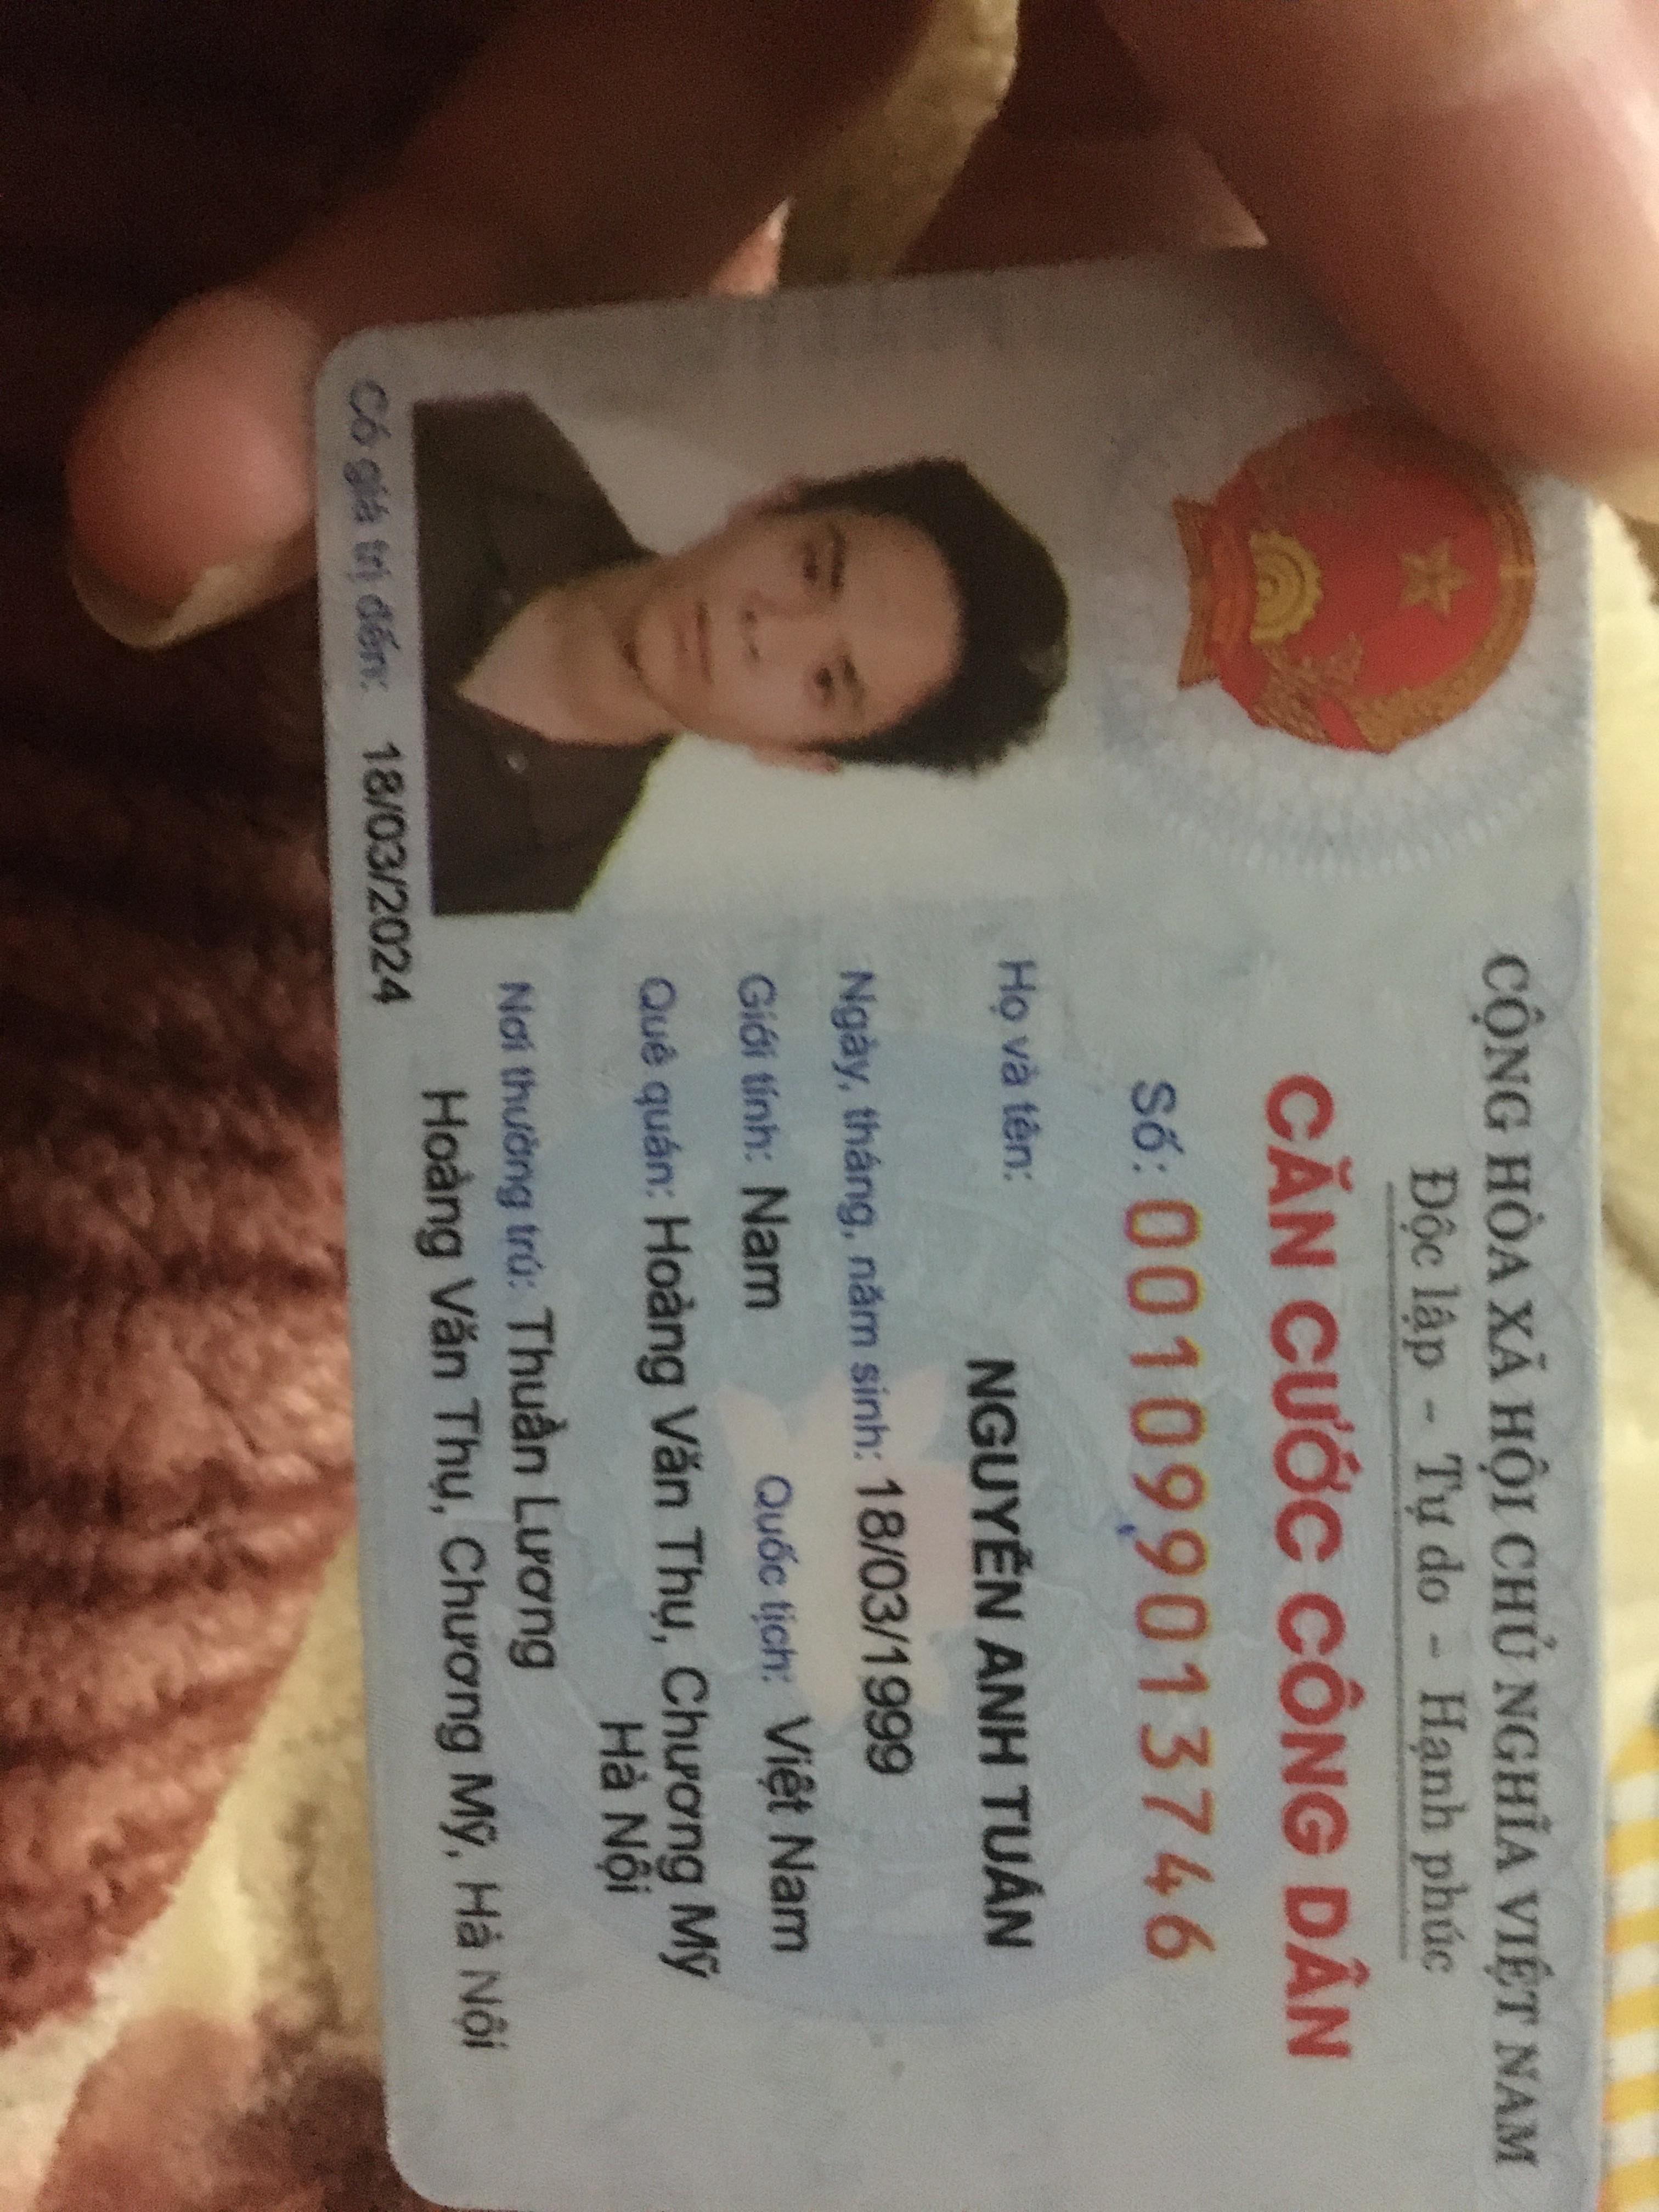 CỘNG HÒA XÃ HỘI CHỦ NGHĨA VIỆT NAM
Độc lập - Tự do - Hạnh phúc
CĂN CƯỚC CÔNG DÂN
Số: 001099013746
Họ và tên:
NGUYỄN ANH TUẤN
Ngày, tháng, năm sinh: 18/03/1999
Giới tính: Nam Quốc tịch: Việt Nam
Quê quán: Hoàng Văn Thụ, Chương Mỹ
Hà Nội
Nơi thường trú: Thuần Lương
Hoàng Văn Thụ, Chương Mỹ, Hà Nội
Có giá trị đến: 18/03/2024